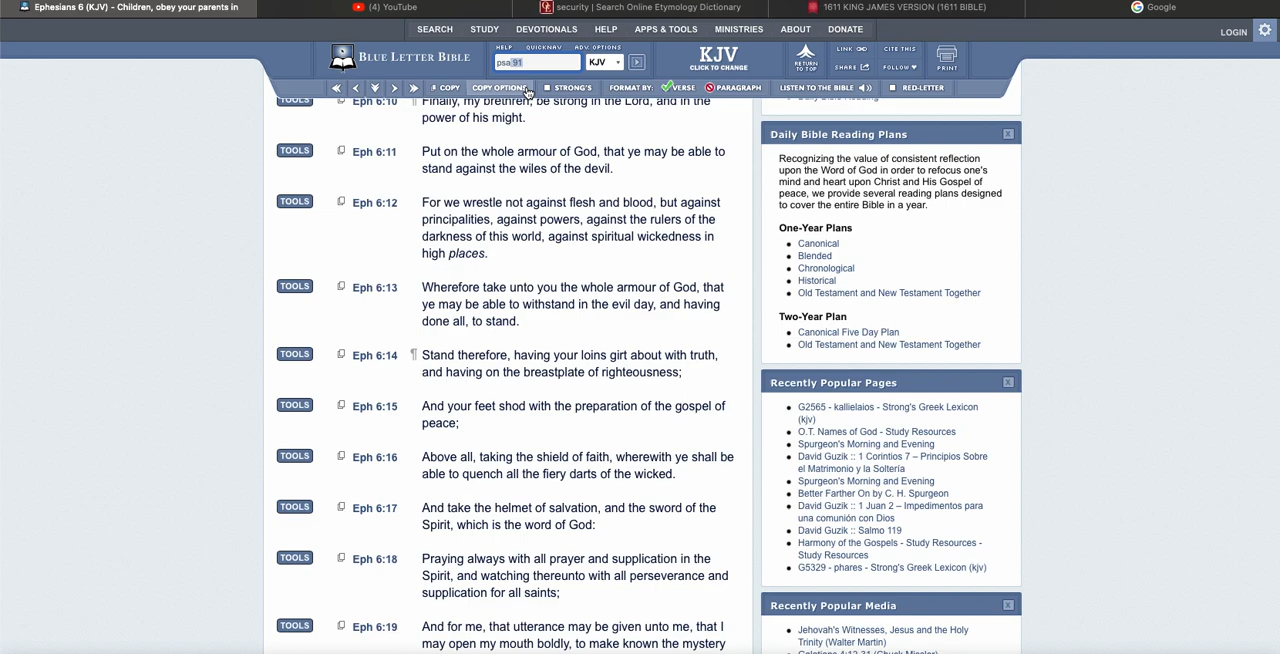 Ephesians 6 (KJV) - Children, obey your parents in
(4) YouTube
security | Search Online Etymology Dictionary
1611 KING JAMES VERSION (1611 BIBLE)
Google
SEARCH STUDY DEVOTIONALS HELP APPS & TOOLS MINISTRIES ABOUT DONATE
LOGIN
BLUE LETTER BIBLE
HELP QUICKNAV ADV. OPTIONS
psa 91
KJV
KJV
CLICK TO CHANGE
RETURN
TO TOP
LINK CITE THIS
SHARE FOLLOW
PRINT
COPY COPY OPTIONS STRONG'S FORMAT BY: VERSE PARAGRAPH LISTEN TO THE BIBLE RED-LETTER
TOOLS Eph 6:10 ¶ Finally, my brethren, be strong in the Lord, and in the
power of his might.
TOOLS Eph 6:11 Put on the whole armour of God, that ye may be able to
stand against the wiles of the devil.
TOOLS Eph 6:12 For we wrestle not against flesh and blood, but against
principalities, against powers, against the rulers of the
darkness of this world, against spiritual wickedness in
high places.
TOOLS Eph 6:13 Wherefore take unto you the whole armour of God, that
ye may be able to withstand in the evil day, and having
done all, to stand.
TOOLS Eph 6:14 ¶ Stand therefore, having your loins girt about with truth,
and having on the breastplate of righteousness;
TOOLS Eph 6:15 And your feet shod with the preparation of the gospel of
peace;
TOOLS Eph 6:16 Above all, taking the shield of faith, wherewith ye shall be
able to quench all the fiery darts of the wicked.
TOOLS Eph 6:17 And take the helmet of salvation, and the sword of the
Spirit, which is the word of God:
TOOLS Eph 6:18 Praying always with all prayer and supplication in the
Spirit, and watching thereunto with all perseverance and
supplication for all saints;
TOOLS Eph 6:19 And for me, that utterance may be given unto me, that I
may open my mouth boldly, to make known the mystery
Daily Bible Reading
Daily Bible Reading Plans
Recognizing the value of consistent reflection
upon the Word of God in order to refocus one's
mind and heart upon Christ and His Gospel of
peace, we provide several reading plans designed
to cover the entire Bible in a year.
One-Year Plans
Canonical
Blended
Chronological
Historical
Old Testament and New Testament Together
Two-Year Plan
Canonical Five Day Plan
Old Testament and New Testament Together
Recently Popular Pages
G2565 - kallielaios - Strong's Greek Lexicon
(kjv)
O.T. Names of God - Study Resources
Spurgeon's Morning and Evening
David Guzik :: 1 Corintios 7 – Principios Sobre
el Matrimonio y la Soltería
Spurgeon's Morning and Evening
Better Farther On by C. H. Spurgeon
David Guzik :: 1 Juan 2 – Impedimentos para
una comunión con Dios
David Guzik :: Salmo 119
Harmony of the Gospels - Study Resources -
Study Resources
G5329 - phares - Strong's Greek Lexicon (kjv)
Recently Popular Media
Jehovah's Witnesses, Jesus and the Holy
Trinity (Walter Martin)
Galatians 4:12-31 (Chuck Missler)